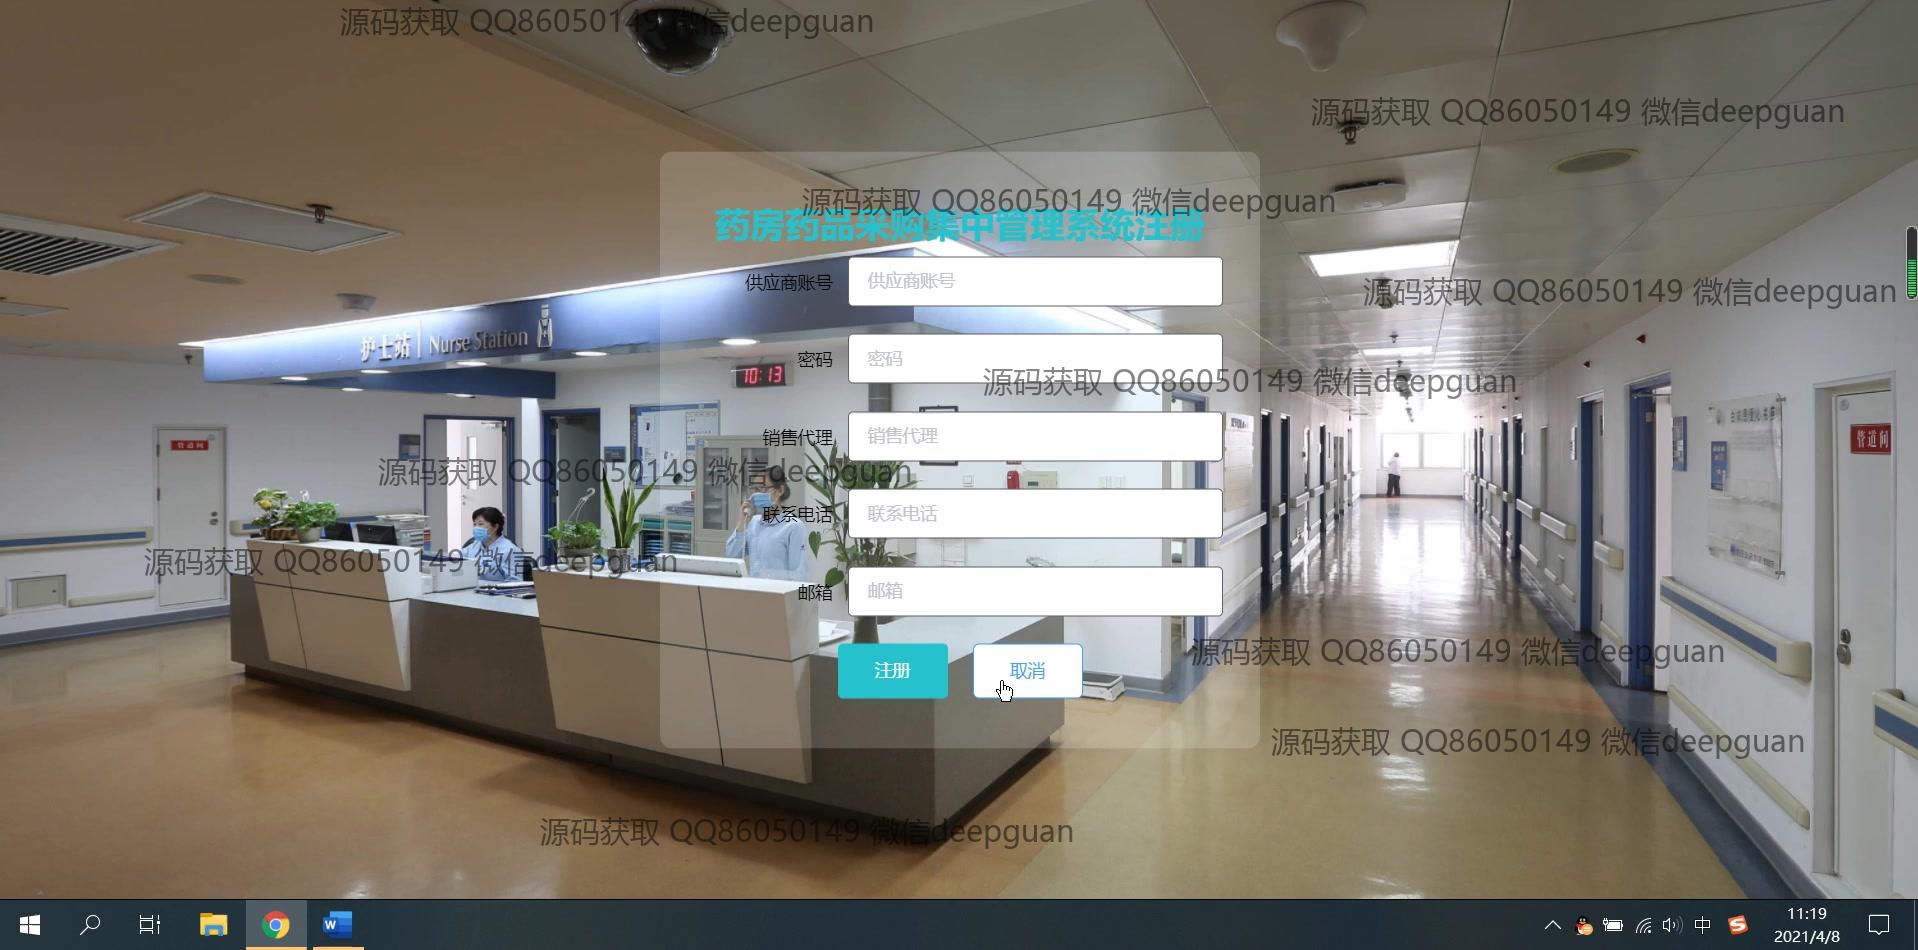 源码获取 QQ86050149 微信deepguan
源码获取 QQ86050149 微信deepguan
源码获取 QQ86050149 微信deepguan
药房药品采购集中管理系统注册
供应商账号 供应商账号
源码获取 QQ86050149 微信deepguan
护士站 Nurse Station
密码 密码
10:13
源码获取 QQ86050149 微信deepguan
销售代理 销售代理
管道间
管道间
源码获取 QQ86050149 微信deepguan
联系电话 联系电话
源码获取 QQ86050149 微信deepguan
邮箱 邮箱
源码获取 QQ86050149 微信deepguan
注册 取消
源码获取 QQ86050149 微信deepguan
源码获取 QQ86050149 微信deepguan
W
中
11:19
2021/4/8